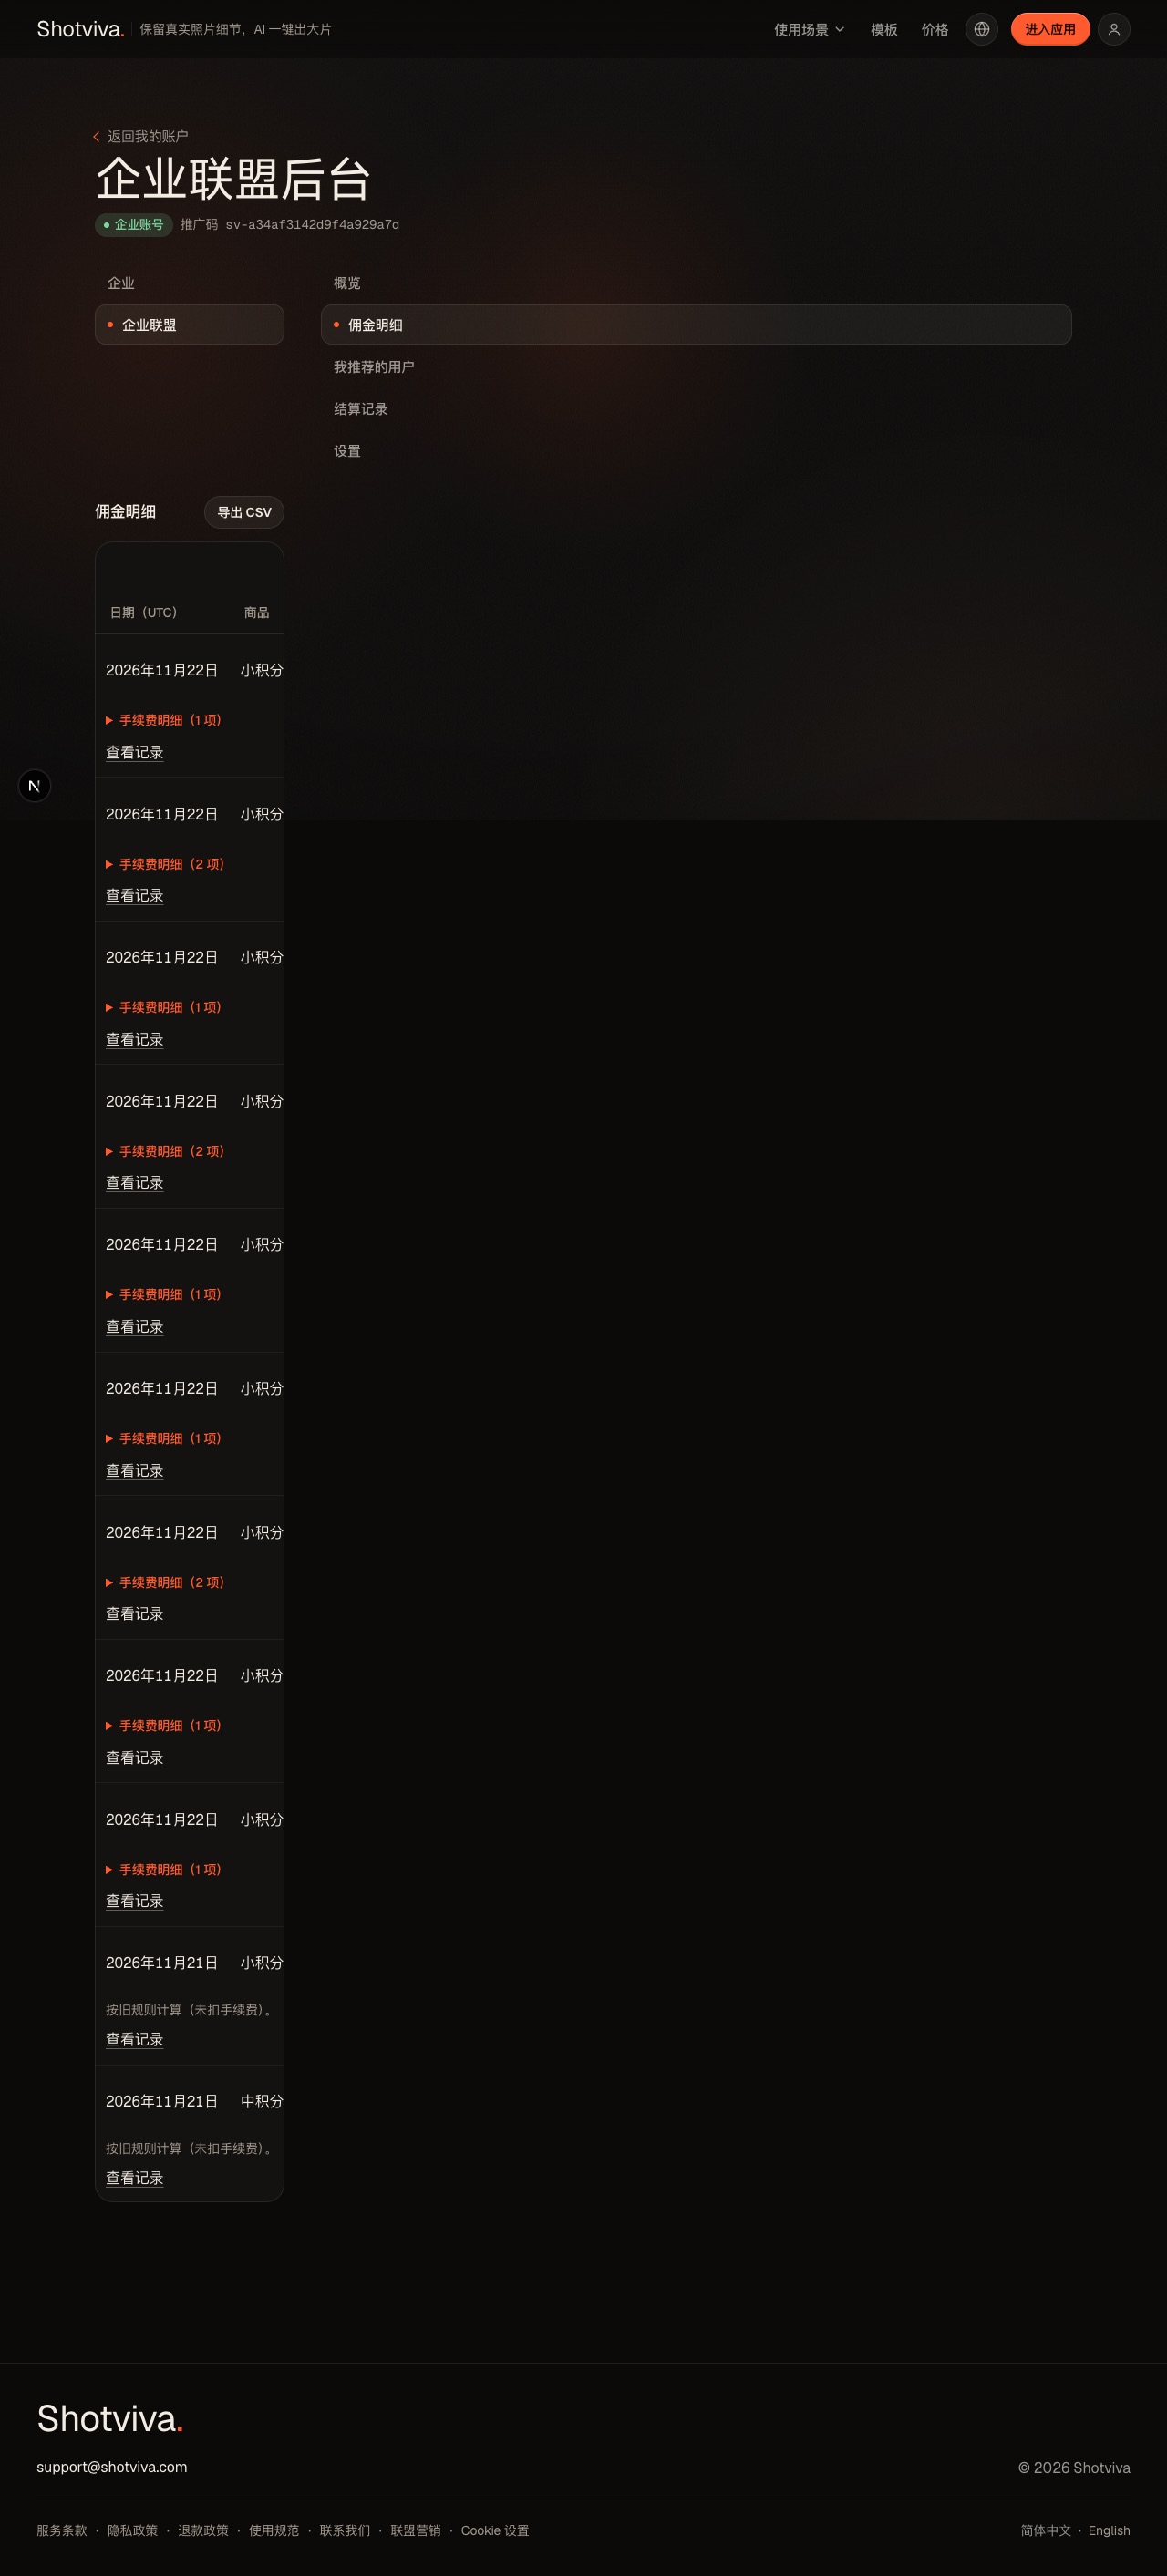 Shotviva. 保留真实照片细节，AI 一键出大片 使用场景 模板 价格 进入应用
返回我的账户
企业联盟后台
企业账号 推广码 sv-a34af3142d9f4a929a7d
企业 概览
企业联盟 佣金明细
我推荐的用户
结算记录
设置
佣金明细 导出 CSV
日期（UTC） 商品
2026年11月22日 小积分
手续费明细（1 项）
查看记录
2026年11月22日 小积分
手续费明细（2 项）
查看记录
2026年11月22日 小积分
手续费明细（1 项）
查看记录
2026年11月22日 小积分
手续费明细（2 项）
查看记录
2026年11月22日 小积分
手续费明细（1 项）
查看记录
2026年11月22日 小积分
手续费明细（1 项）
查看记录
2026年11月22日 小积分
手续费明细（2 项）
查看记录
2026年11月22日 小积分
手续费明细（1 项）
查看记录
2026年11月22日 小积分
手续费明细（1 项）
查看记录
2026年11月21日 小积分
按旧规则计算（未扣手续费）。
查看记录
2026年11月21日 中积分
按旧规则计算（未扣手续费）。
查看记录
N
Shotviva.
support@shotviva.com © 2026 Shotviva
服务条款 · 隐私政策 · 退款政策 · 使用规范 · 联系我们 · 联盟营销 · Cookie 设置 简体中文 · English